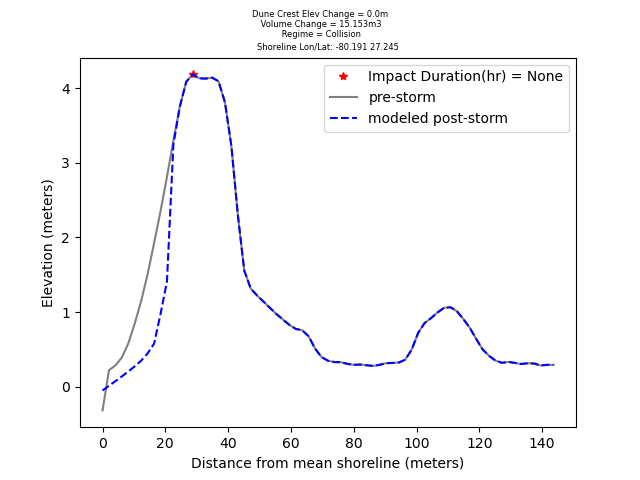 Dune Crest Elev Change = 0.0m
Volume Change = 15.153m3
Regime = Collision
Shoreline Lon/Lat: -80.191 27.245
Impact Duration(hr) = None
pre-storm
modeled post-storm
Elevation (meters)
4
3
2
1
0
0 20 40 60 80 100 120 140
Distance from mean shoreline (meters)